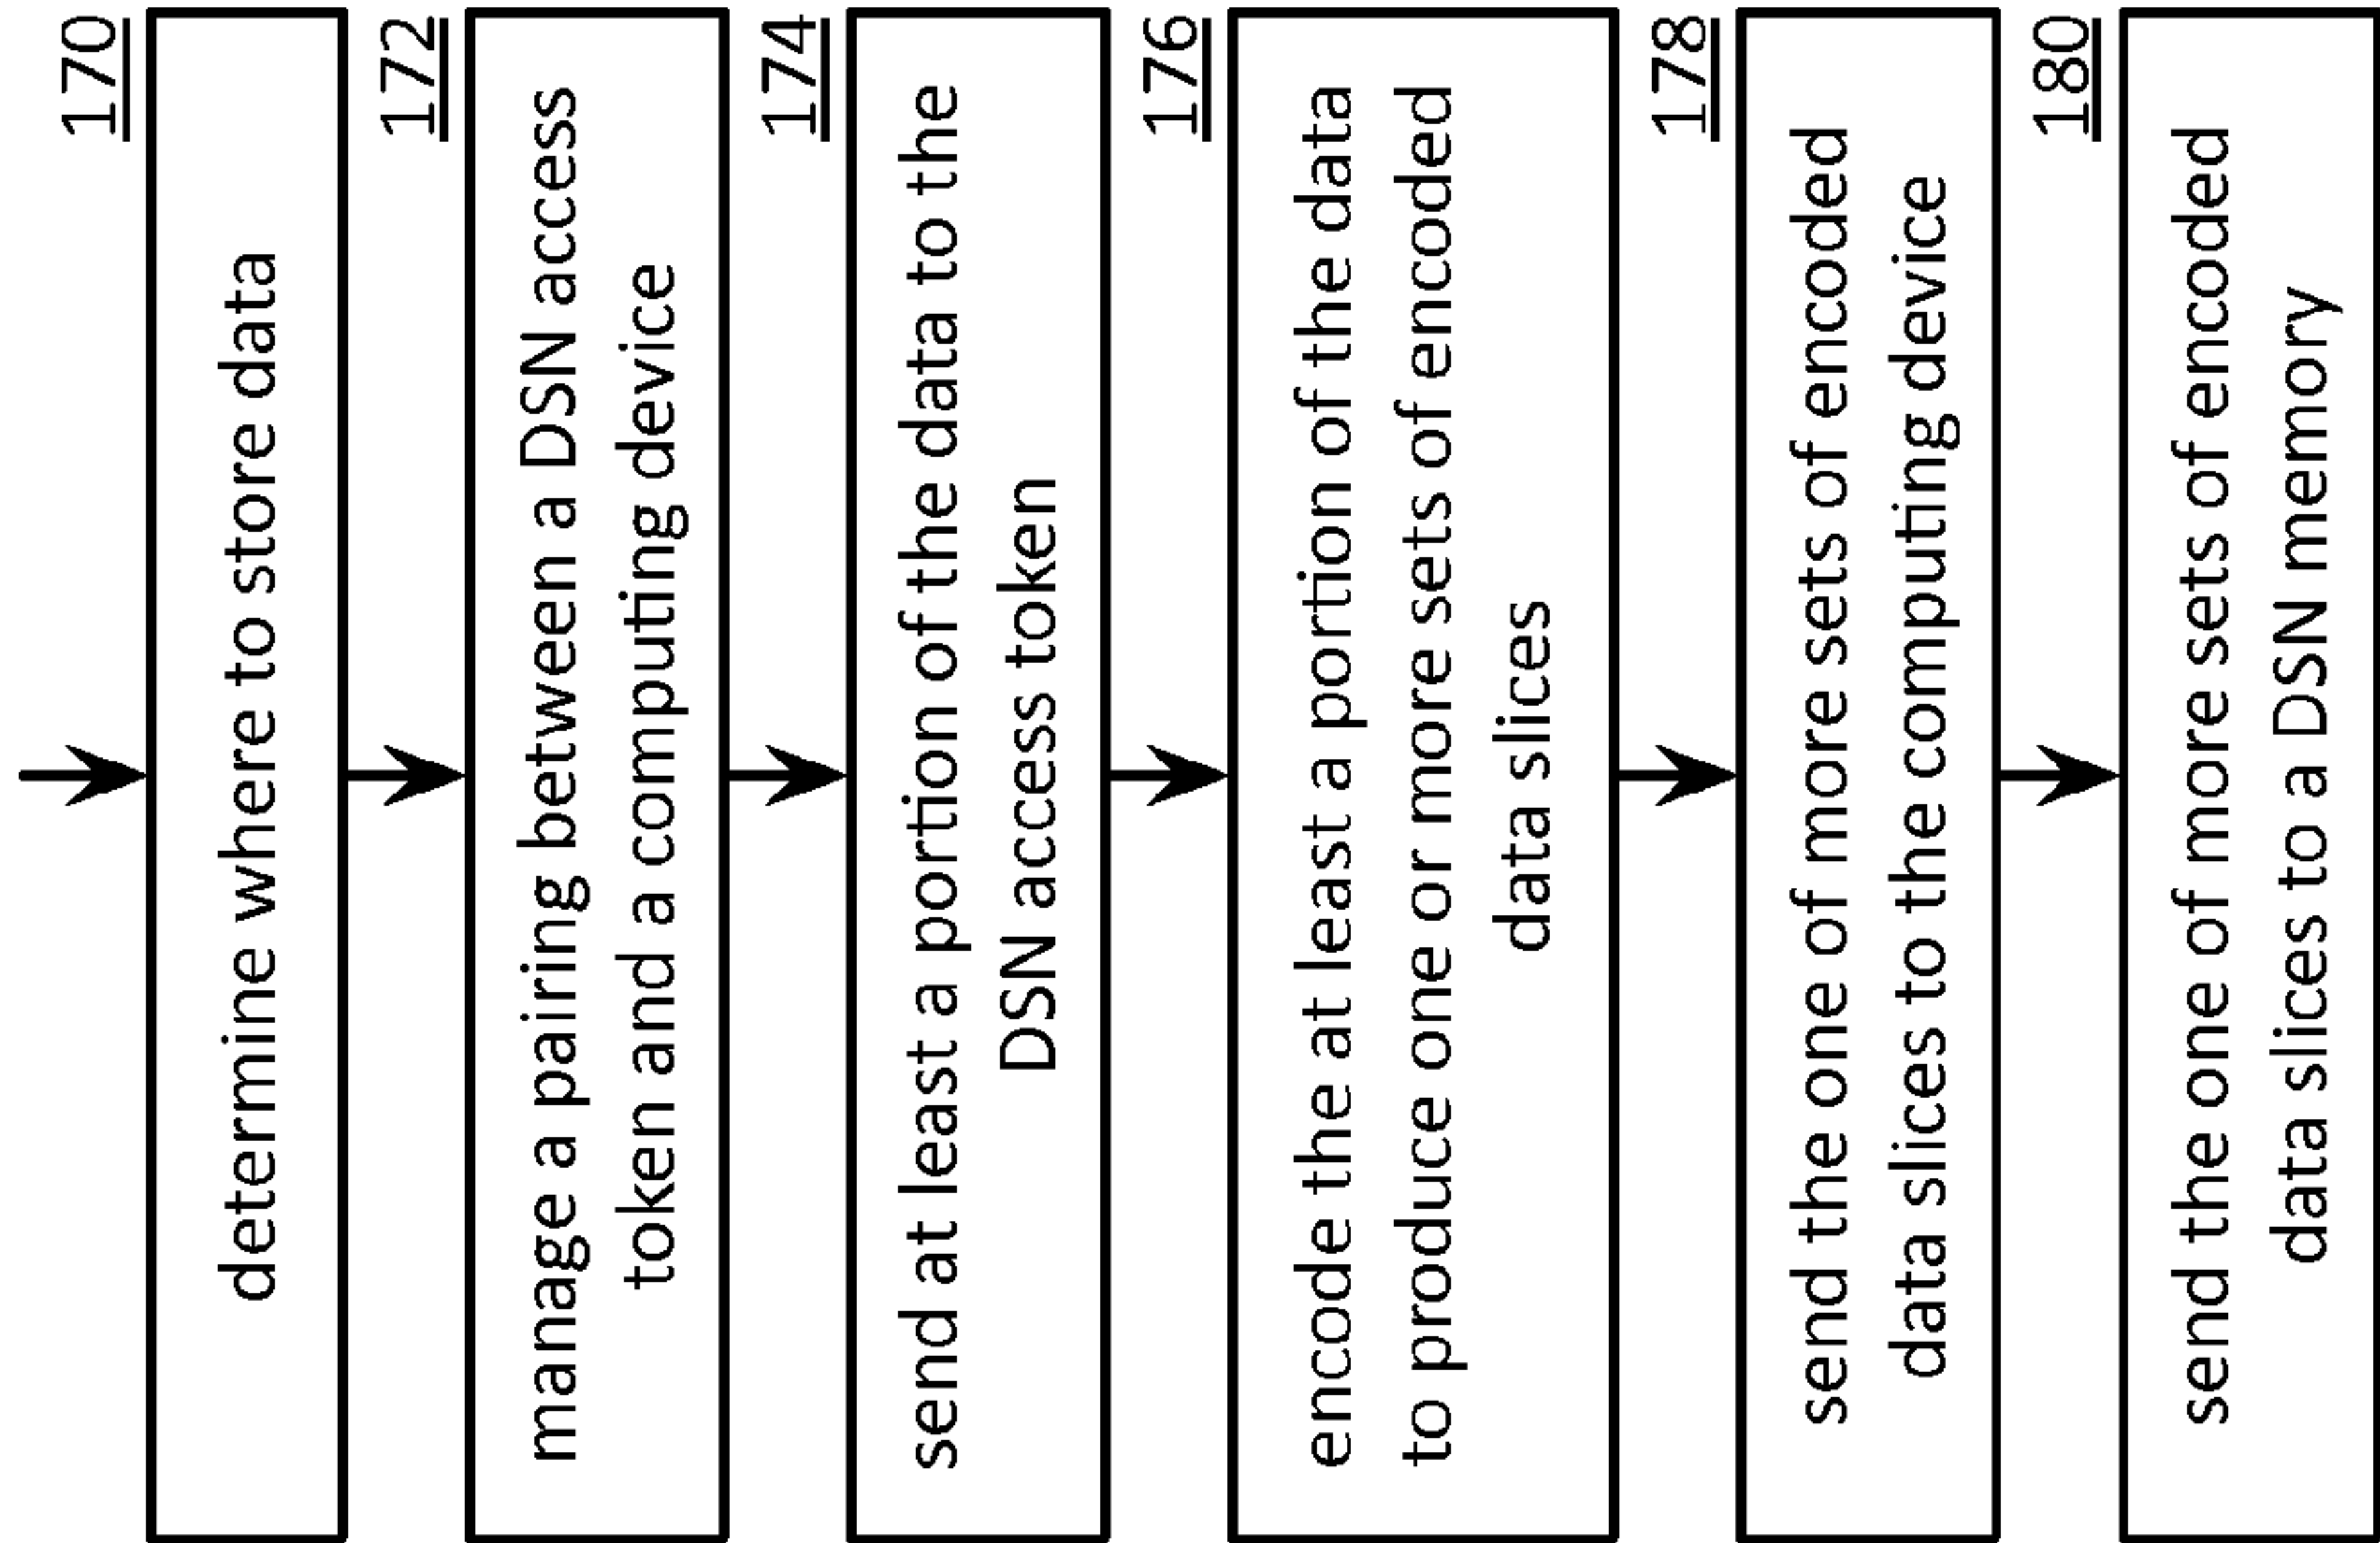 170
determine where to store data
172
manage a pairing between a DSN access
token and a computing device
174
send at least a portion of the data to the
DSN access token
176
encode the at least a portion of the data
to produce one or more sets of encoded
data slices
178
send the one of more sets of encoded
data slices to the computing device
180
send the one of more sets of encoded
data slices to a DSN memory